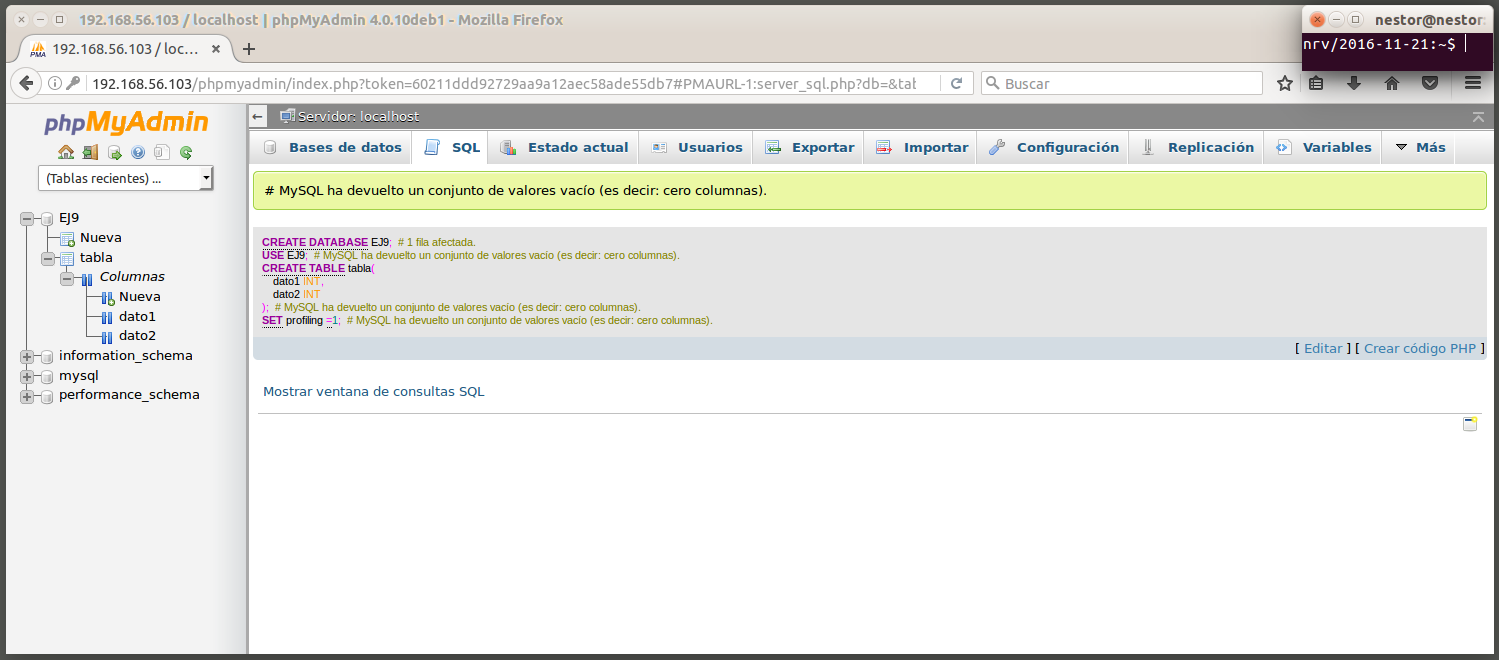 192.168.56.103 / localhost | phpMyAdmin 4.0.10deb1 - Mozilla Firefox
nestor@nestor:
nrv/2016-11-21:~$
PMA 192.168.56.103 / loc...
192.168.56.103/phpmyadmin/index.php?token=60211ddd92729aa9a12aec58ade55db7#PMAURL-1:server_sql.php?db=&tab
Buscar
phpMyAdmin
(Tablas recientes) ...
EJ9
Nueva
tabla
Columnas
Nueva
dato1
dato2
information_schema
mysql
performance_schema
Servidor: localhost
Bases de datos SQL Estado actual Usuarios Exportar Importar Configuración Replicación Variables Más
# MySQL ha devuelto un conjunto de valores vacío (es decir: cero columnas).
CREATE DATABASE EJ9; # 1 fila afectada.
USE EJ9; # MySQL ha devuelto un conjunto de valores vacío (es decir: cero columnas).
CREATE TABLE tabla(
dato1 INT,
dato2 INT
); # MySQL ha devuelto un conjunto de valores vacío (es decir: cero columnas).
SET profiling =1; # MySQL ha devuelto un conjunto de valores vacío (es decir: cero columnas).
[ Editar ] [ Crear código PHP ]
Mostrar ventana de consultas SQL